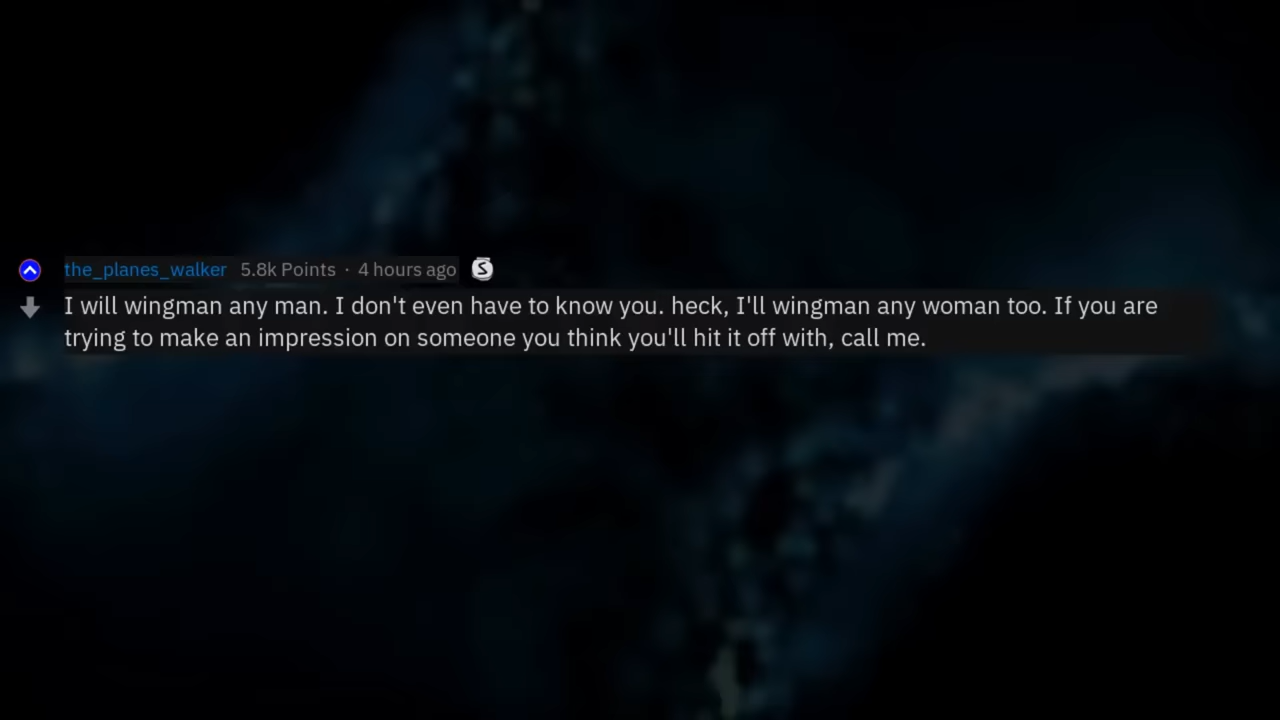 the_planes_walker 5.8k Points · 4 hours ago S
I will wingman any man. I don't even have to know you. heck, I'll wingman any woman too. If you are
trying to make an impression on someone you think you'll hit it off with, call me.